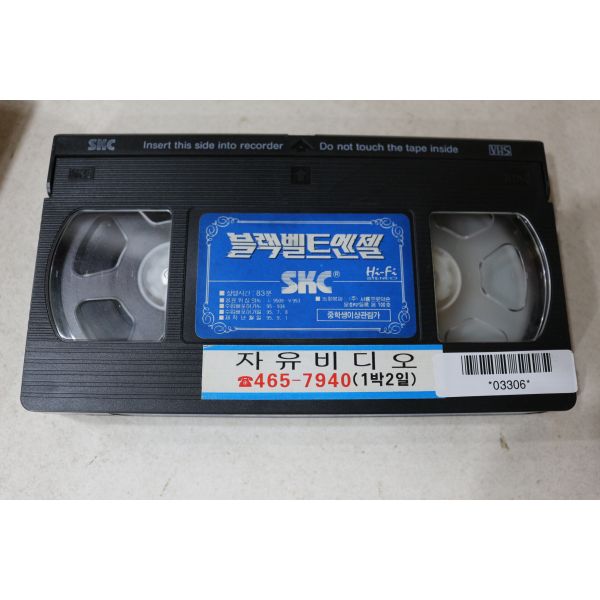 SKC Insert this side into recorder Do not touch the tape inside VHS
블랙벨트엔젤
SKC®
Hi-Fi
STEREO
■ 상영시간 : 83분
중학생이상관람가
자유비디오
☎465-7940(1박2일)
*03306*